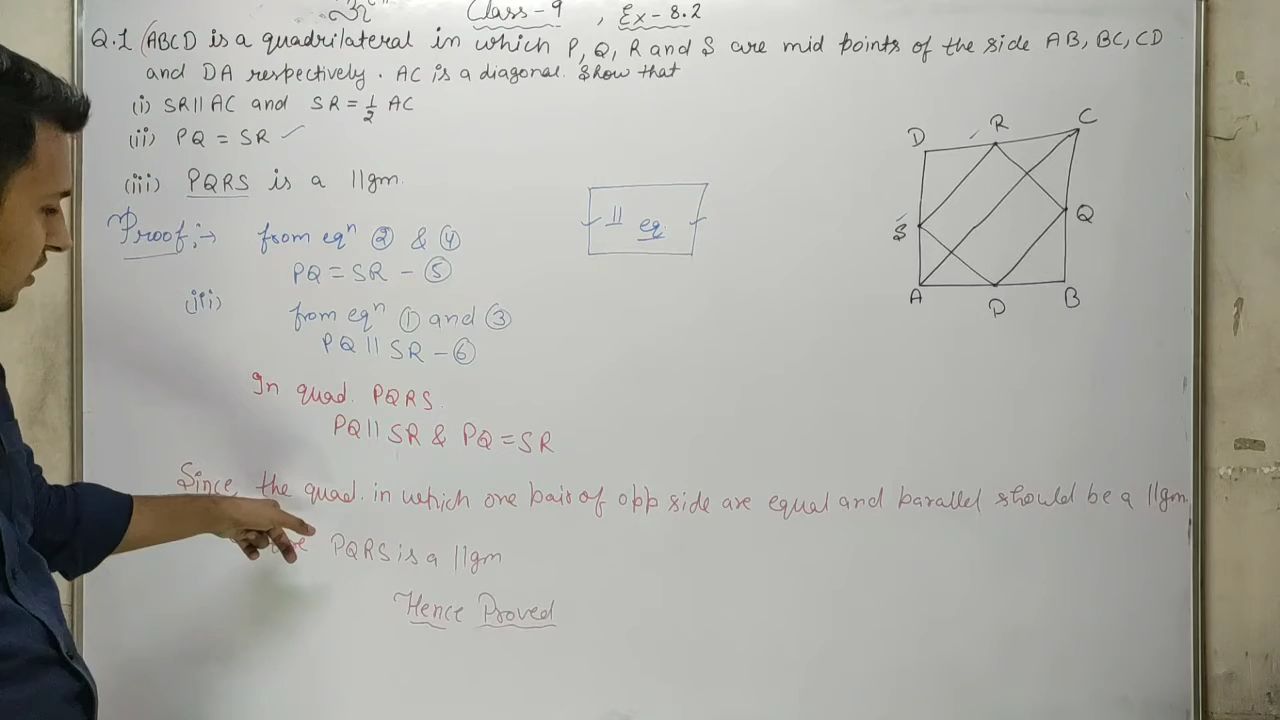 Class-9, Ex-8.2
Q.1 (ABCD is a quadrilateral in which P, Q, R and S are mid points of the side AB, BC, CD
and DA respectively. AC is a diagonal. Show that
(i) SR || AC and SR = 1/2 AC
(ii) PQ = SR ✓
(iii) PQRS is a ||gm.
Proof:→ from eqⁿ ② & ④
PQ = SR - ⑤
(iii)
from eqⁿ ① and ③
PQ || SR - ⑥
In quad. PQRS.
PQ || SR & PQ = SR
Since, the quad. in which one pair of opp side are equal and parallel should be a ||gm.
PQRS is a ||gm
Hence Proved
|| eq
D R C
S Q
A P B